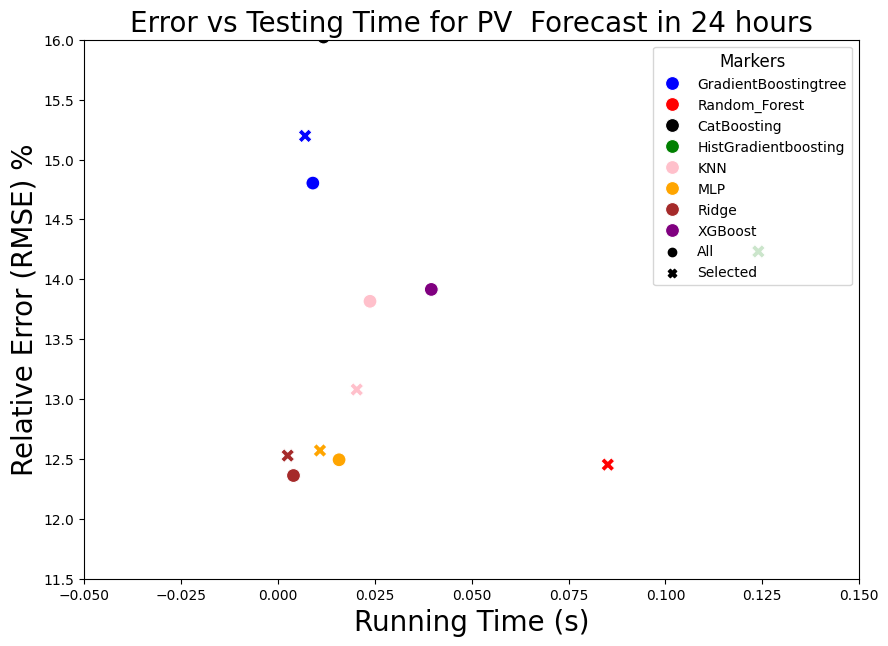 Error vs Testing Time for PV  Forecast in 24 hours
Relative Error (RMSE) %
16.0
15.5
15.0
14.5
14.0
13.5
13.0
12.5
12.0
11.5
Markers
GradientBoostingtree
Random_Forest
CatBoosting
HistGradientboosting
KNN
MLP
Ridge
XGBoost
All
Selected
−0.050 −0.025 0.000 0.025 0.050 0.075 0.100 0.125 0.150
Running Time (s)